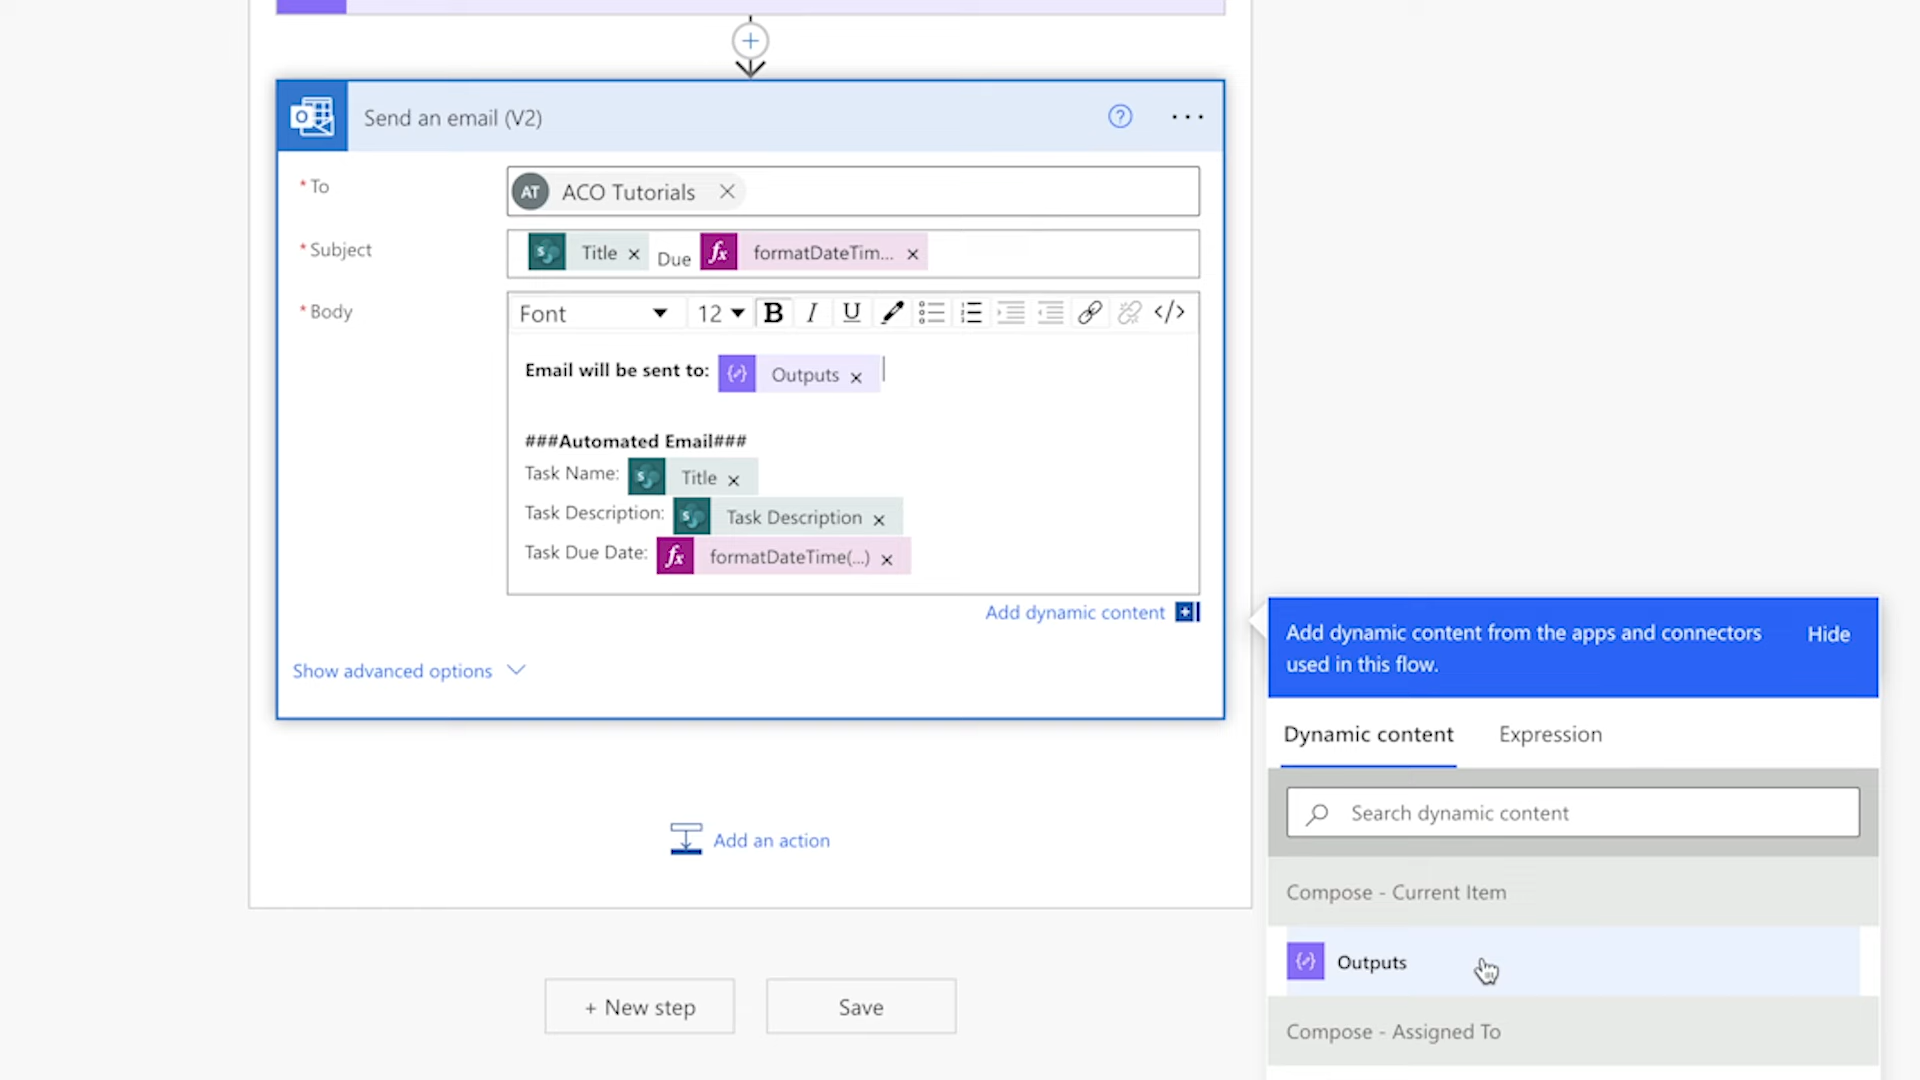 Send an email (V2)
?
* To
AT ACO Tutorials
* Subject
Title Due fx formatDateTim...
* Body
Font 12 B I U </>
Email will be sent to: Outputs
###Automated Email###
Task Name: Title
Task Description: Task Description
Task Due Date: fx formatDateTime(...)
Add dynamic content
Show advanced options
Add an action
+ New step
Save
Add dynamic content from the apps and connectors
used in this flow.
Hide
Dynamic content
Expression
Search dynamic content
Compose - Current Item
Outputs
Compose - Assigned To